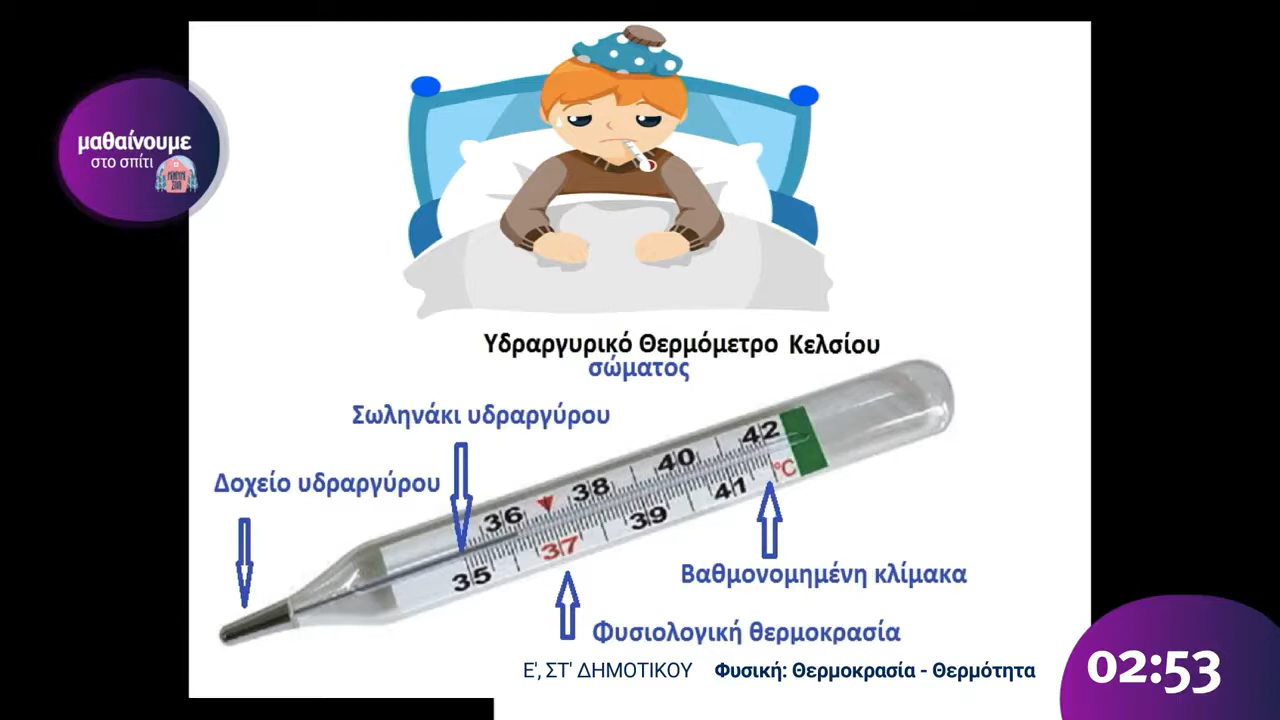 μαθαίνουμε
στο σπίτι
Υδραργυρικό Θερμόμετρο Κελσίου
σώματος
Σωληνάκι υδραργύρου
Δοχείο υδραργύρου
42
40
38
36
°C
41
39
37
35
Βαθμονομημένη κλίμακα
Φυσιολογική θερμοκρασία
Ε', ΣΤ' ΔΗΜΟΤΙΚΟΥ Φυσική: Θερμοκρασία - Θερμότητα
02:53